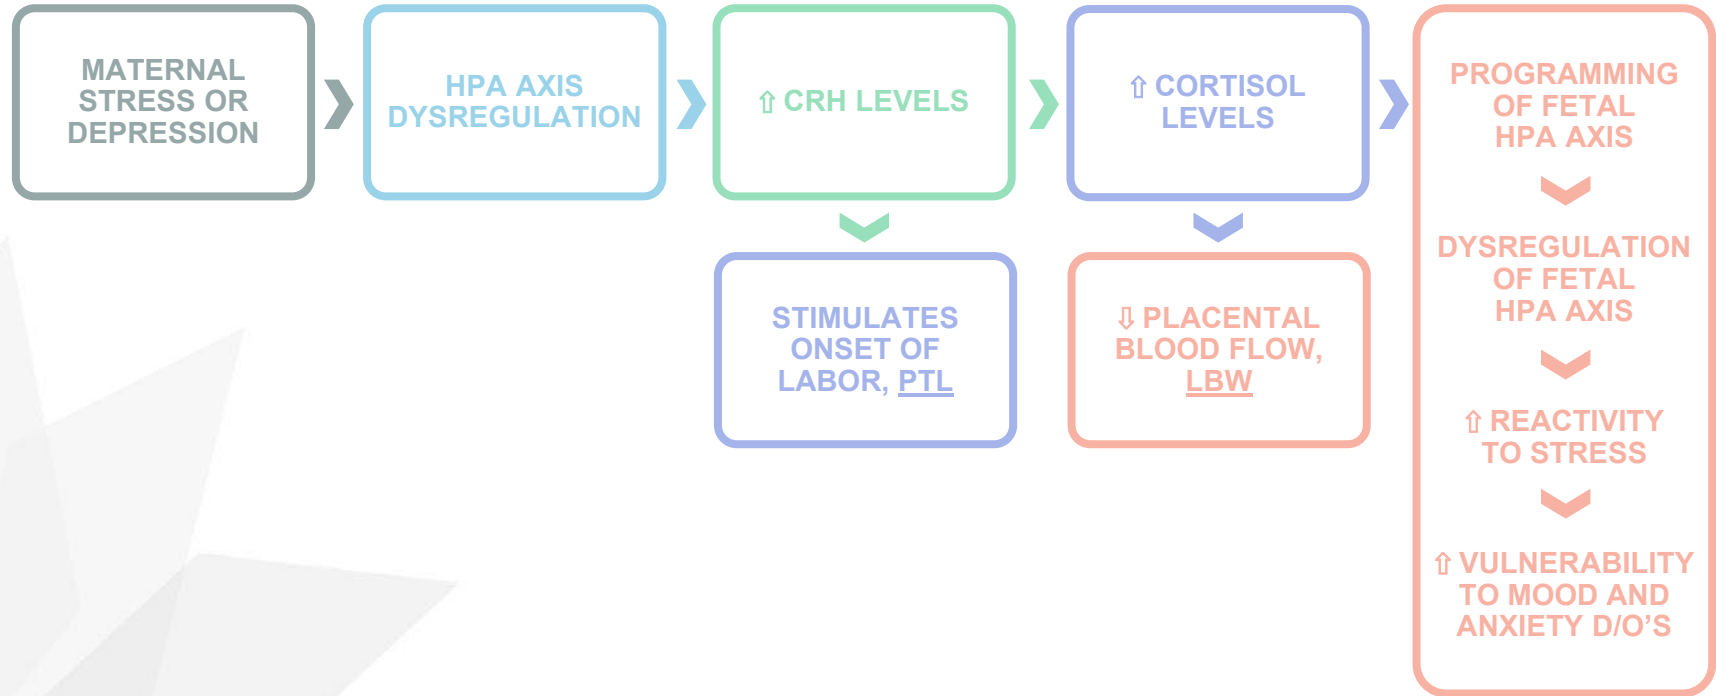 MATERNAL
STRESS OR
DEPRESSION
HPA AXIS
DYSREGULATION
⇧ CRH LEVELS
⇧ CORTISOL
LEVELS
STIMULATES
ONSET OF
LABOR, PTL
⇩ PLACENTAL
BLOOD FLOW,
LBW
PROGRAMMING
OF FETAL
HPA AXIS
DYSREGULATION
OF FETAL
HPA AXIS
⇧ REACTIVITY
TO STRESS
⇧ VULNERABILITY
TO MOOD AND
ANXIETY D/O’S